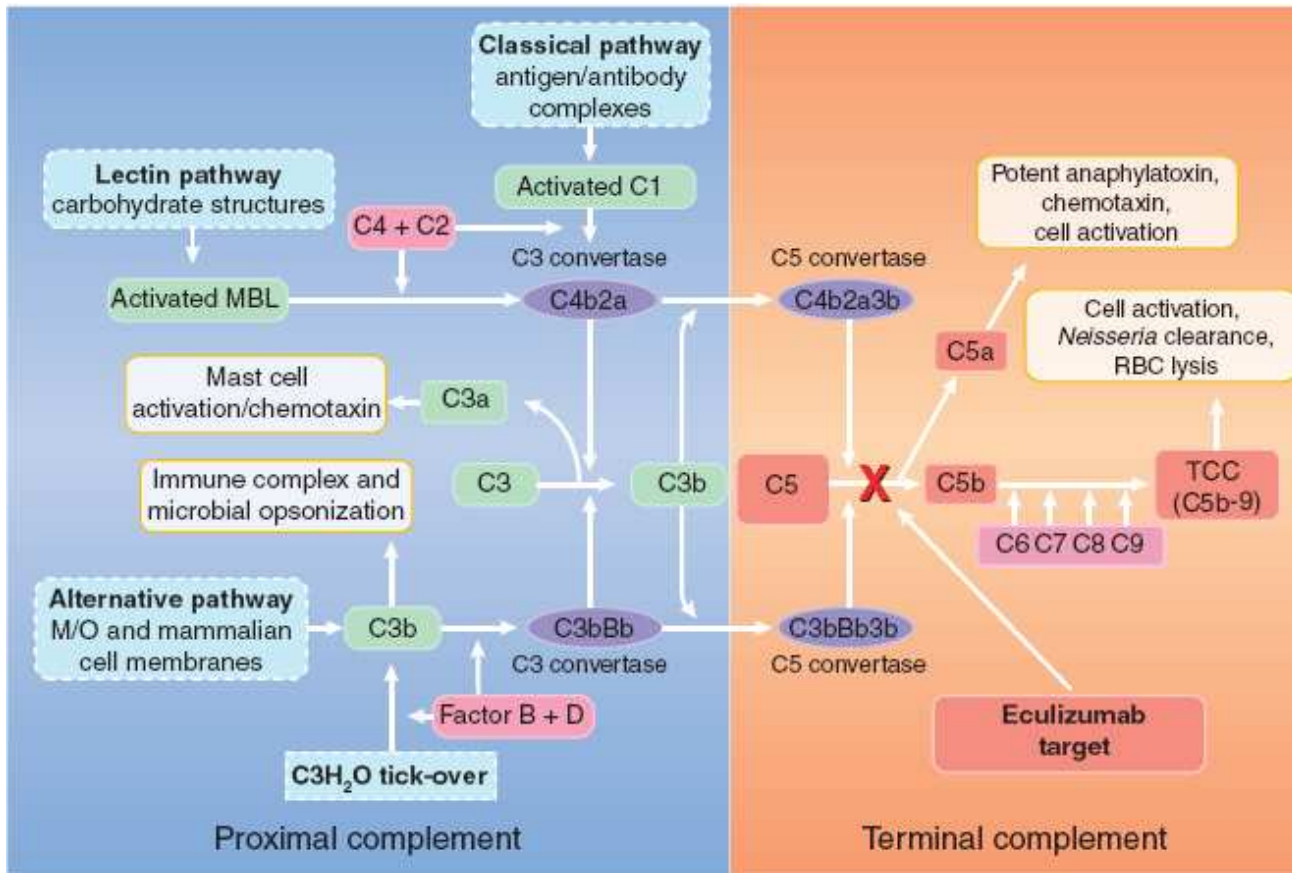 Classical pathway
antigen/antibody
complexes
Lectin pathway
carbohydrate structures
Activated C1
C4 + C2
C3 convertase
Activated MBL
C4b2a
C5 convertase
C4b2a3b
Potent anaphylatoxin,
chemotaxin,
cell activation
Cell activation,
Neisseria clearance,
RBC lysis
C5a
Mast cell
activation/chemotaxin
C3a
Immune complex and
microbial opsonization
C3
C3b
C5
X
C5b
TCC
(C5b-9)
C6 C7 C8 C9
Alternative pathway
M/O and mammalian
cell membranes
C3b
C3bBb
C3 convertase
C3bBb3b
C5 convertase
Factor B + D
C3H₂O tick-over
Eculizumab
target
Proximal complement
Terminal complement